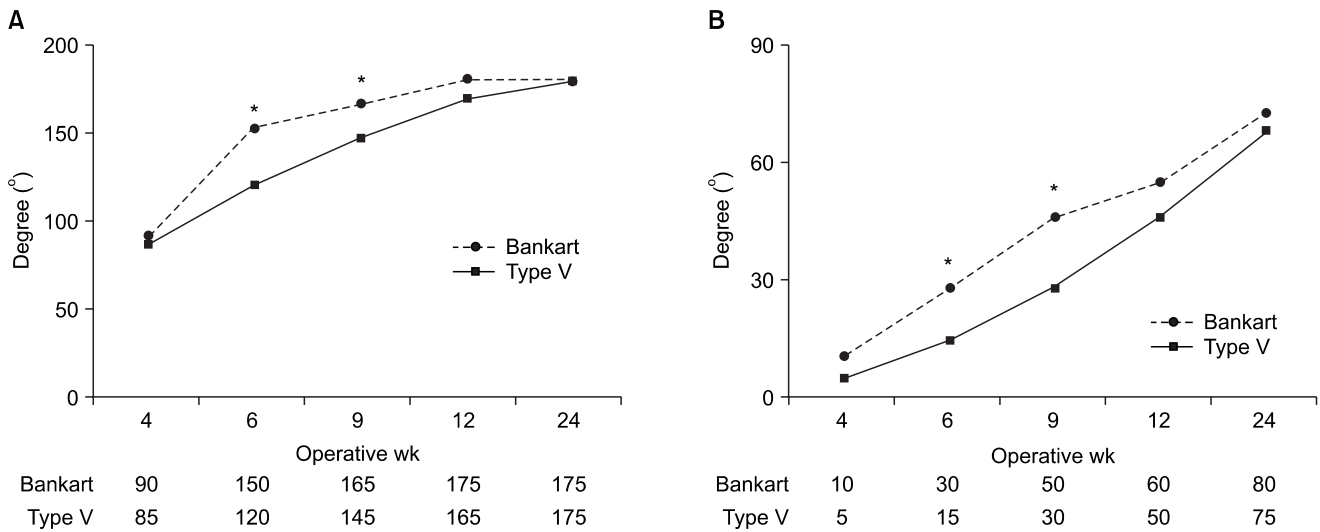 A
200
150
100
50
0
Degree (°)
*
*
Bankart
Type V
4 6 9 12 24
Operative wk
Bankart 90 150 165 175 175
Type V 85 120 145 165 175
B
90
60
30
0
Degree (°)
*
*
Bankart
Type V
4 6 9 12 24
Operative wk
Bankart 10 30 50 60 80
Type V 5 15 30 50 75